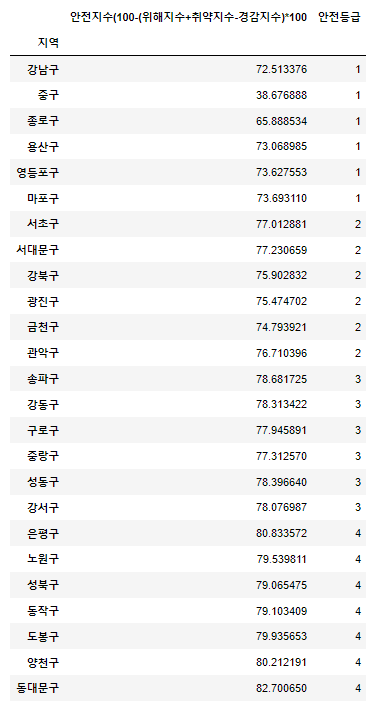 안전지수(100-(위해지수+취약지수-경감지수)*100 안전등급
지역
강남구 72.513376 1
중구 38.676888 1
종로구 65.888534 1
용산구 73.068985 1
영등포구 73.627553 1
마포구 73.693110 1
서초구 77.012881 2
서대문구 77.230659 2
강북구 75.902832 2
광진구 75.474702 2
금천구 74.793921 2
관악구 76.710396 2
송파구 78.681725 3
강동구 78.313422 3
구로구 77.945891 3
중랑구 77.312570 3
성동구 78.396640 3
강서구 78.076987 3
은평구 80.833572 4
노원구 79.539811 4
성북구 79.065475 4
동작구 79.103409 4
도봉구 79.935653 4
양천구 80.212191 4
동대문구 82.700650 4